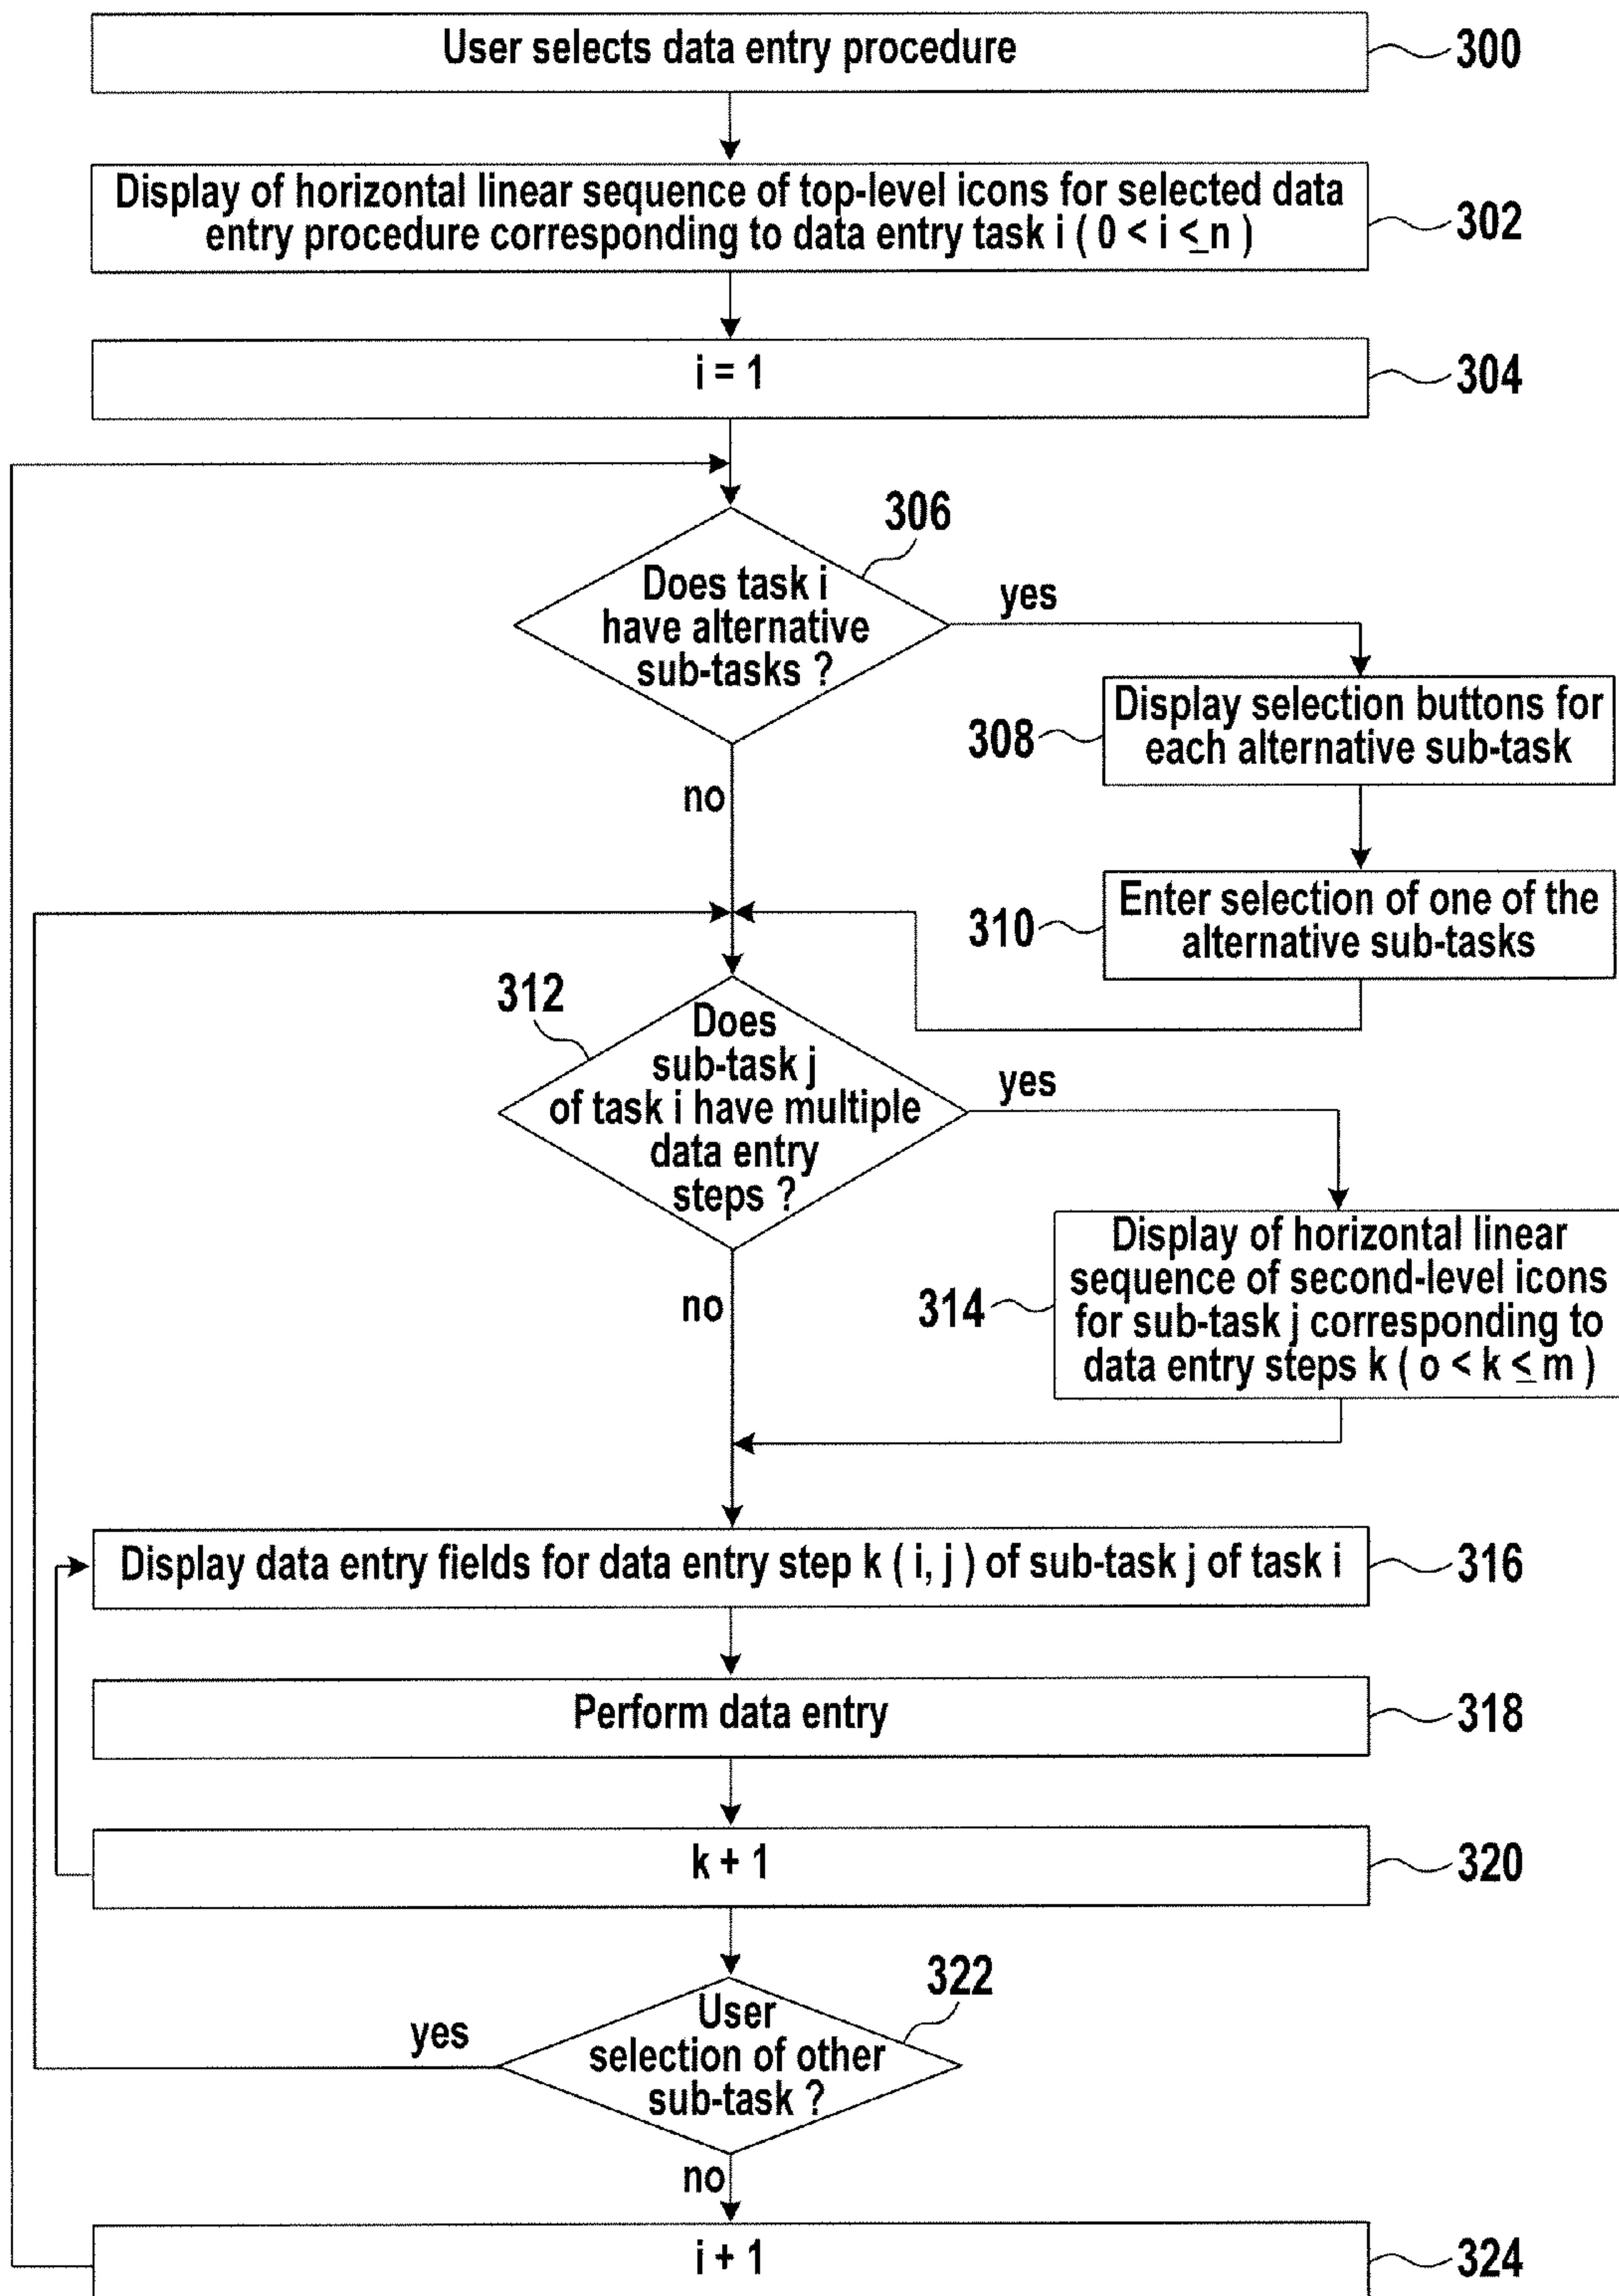 User selects data entry procedure
300
Display of horizontal linear sequence of top-level icons for selected data
entry procedure corresponding to data entry task i ( 0 < i ≤ n )
302
i = 1
304
306
Does task i
have alternative
sub-tasks ?
yes
no
308
Display selection buttons for
each alternative sub-task
310
Enter selection of one of the
alternative sub-tasks
312
Does
sub-task j
of task i have multiple
data entry
steps ?
yes
no
314
Display of horizontal linear
sequence of second-level icons
for sub-task j corresponding to
data entry steps k ( o < k ≤ m )
Display data entry fields for data entry step k ( i, j ) of sub-task j of task i
316
Perform data entry
318
k + 1
320
322
User
selection of other
sub-task ?
yes
no
i + 1
324